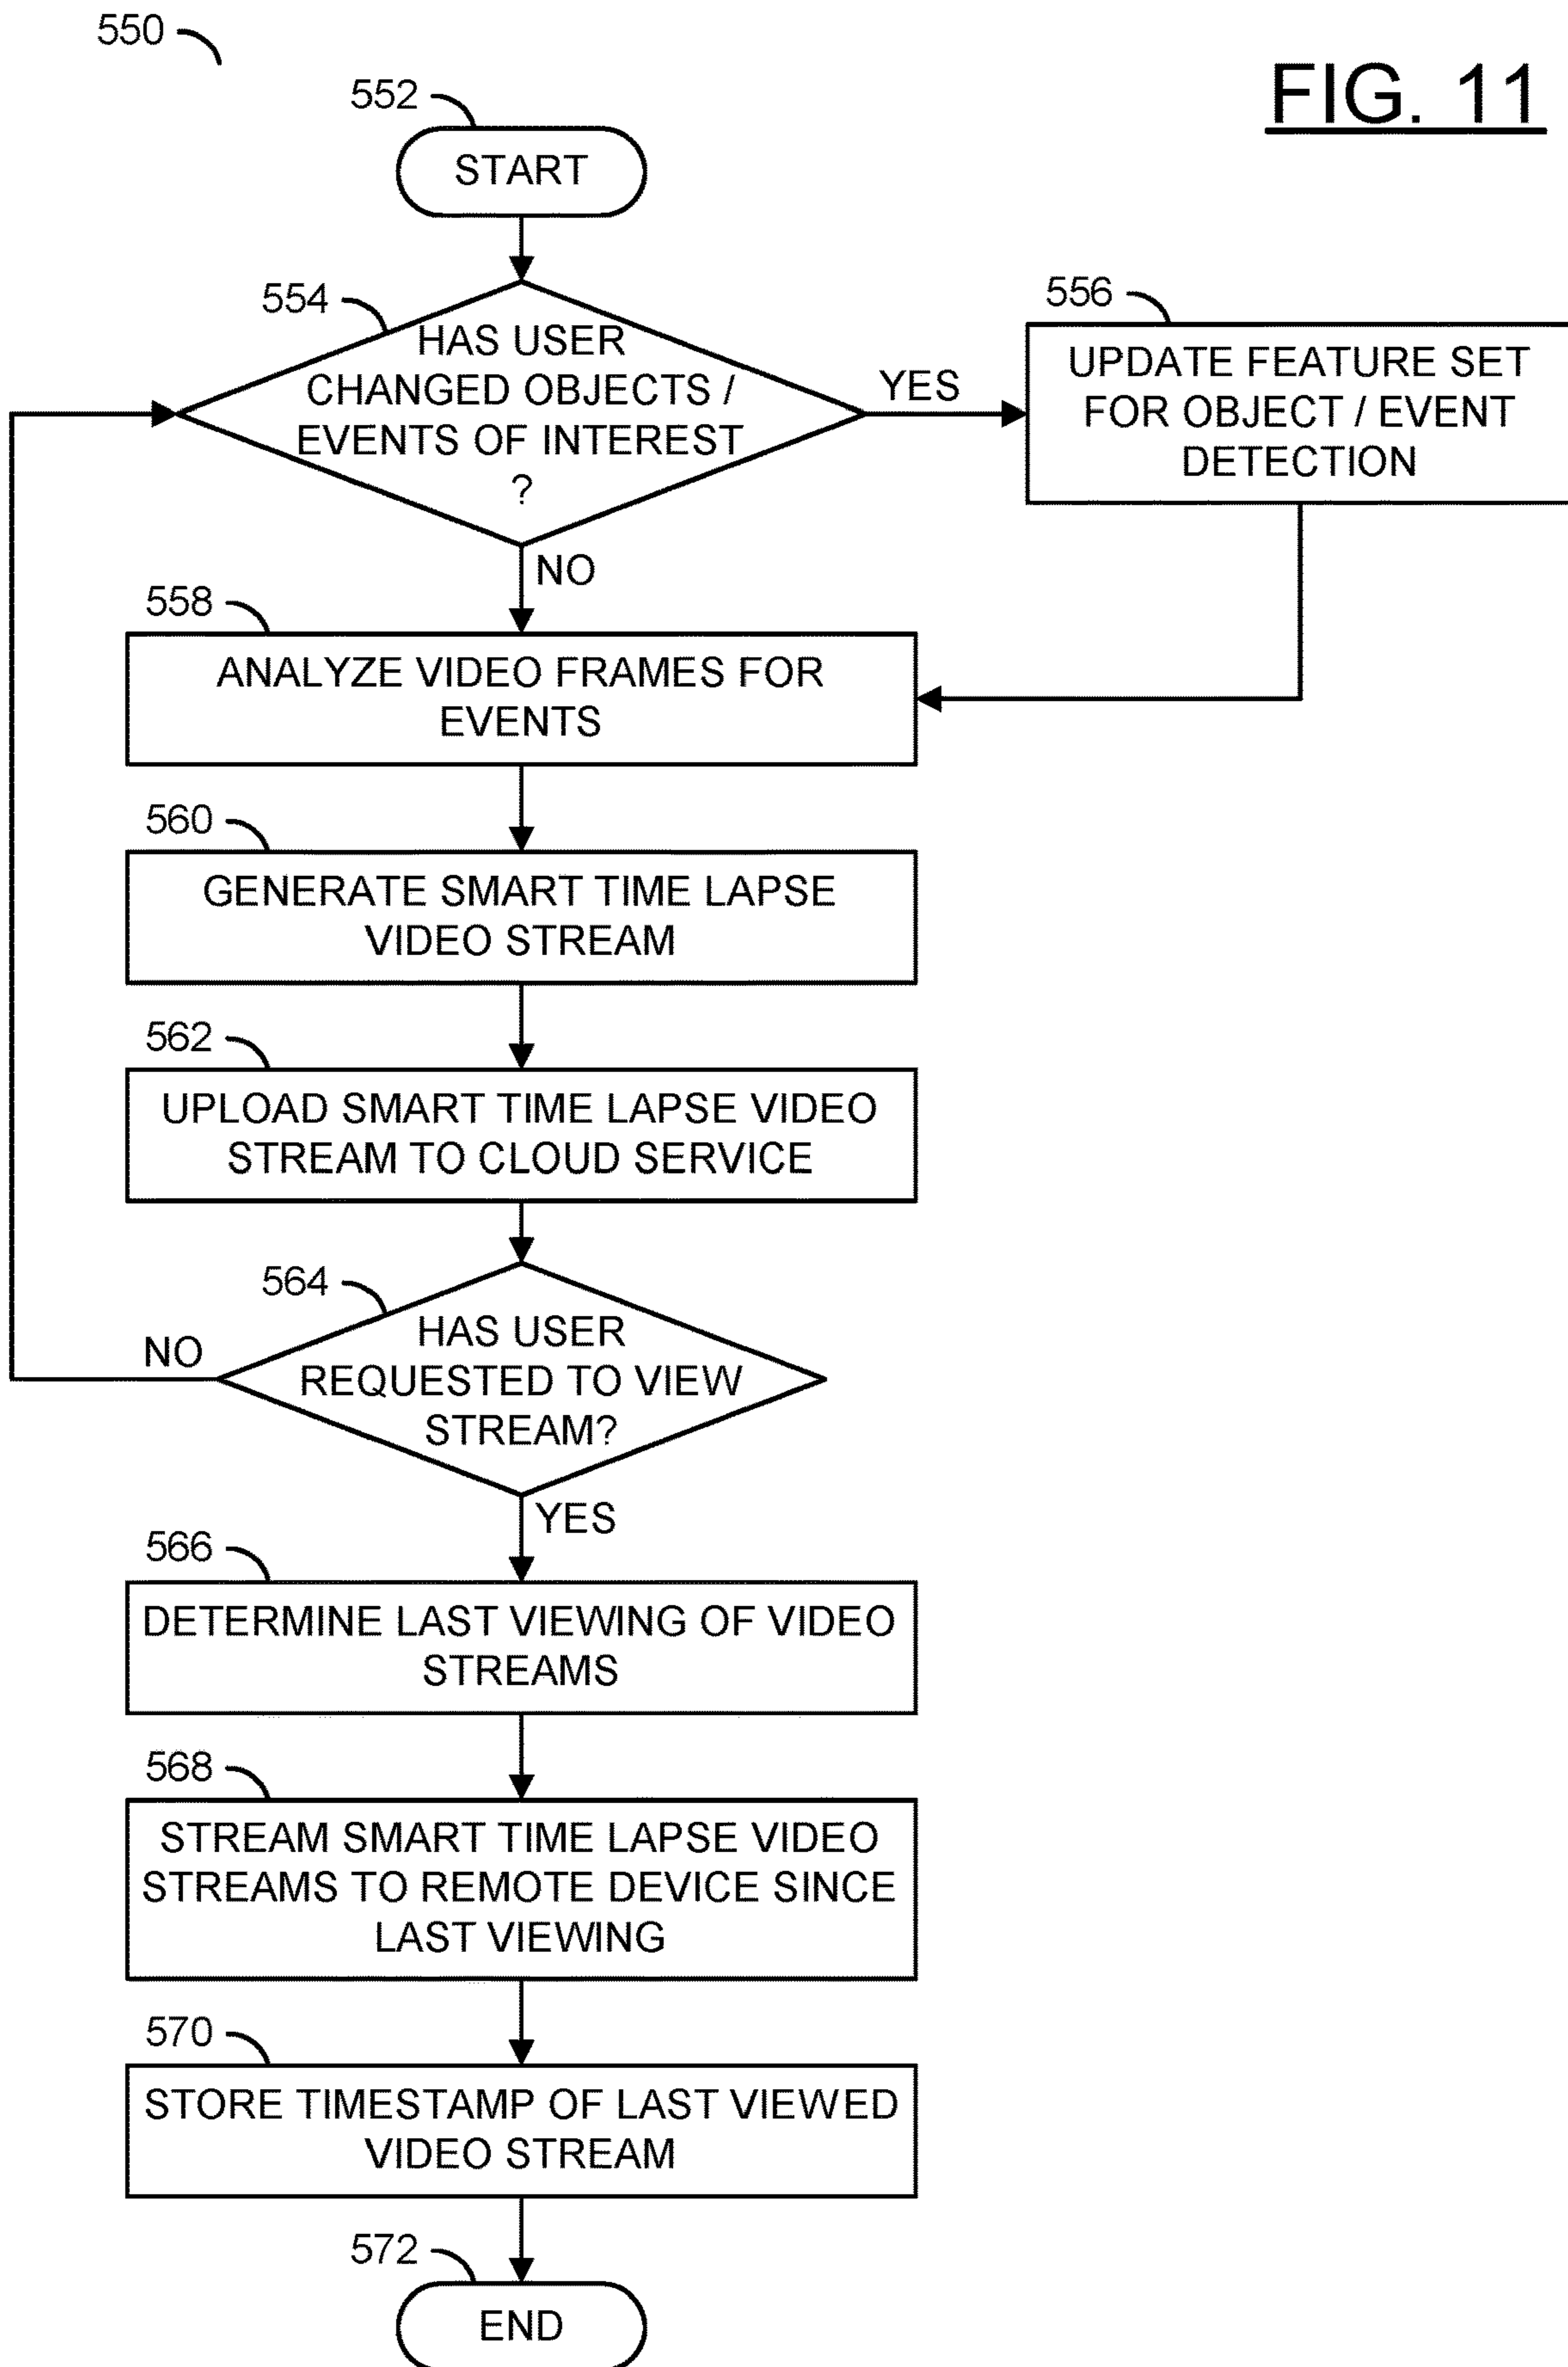 550
FIG. 11
552
START
554
HAS USER
CHANGED OBJECTS /
EVENTS OF INTEREST
?
YES
556
UPDATE FEATURE SET
FOR OBJECT / EVENT
DETECTION
NO
558
ANALYZE VIDEO FRAMES FOR
EVENTS
560
GENERATE SMART TIME LAPSE
VIDEO STREAM
562
UPLOAD SMART TIME LAPSE VIDEO
STREAM TO CLOUD SERVICE
564
HAS USER
REQUESTED TO VIEW
STREAM?
NO
YES
566
DETERMINE LAST VIEWING OF VIDEO
STREAMS
568
STREAM SMART TIME LAPSE VIDEO
STREAMS TO REMOTE DEVICE SINCE
LAST VIEWING
570
STORE TIMESTAMP OF LAST VIEWED
VIDEO STREAM
572
END